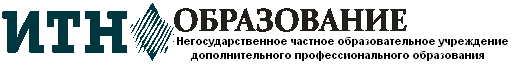 ИТН ОБРАЗОВАНИЕ
Негосударственное частное образовательное учреждение
дополнительного профессионального образования